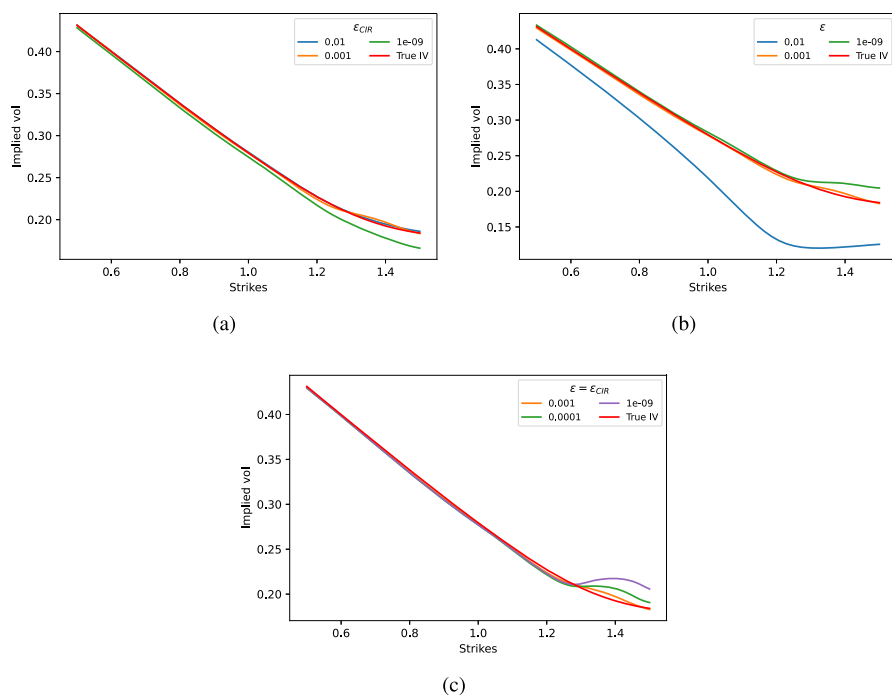 ε_CIR
0.01 1e-09
0.001 True IV
0.40
0.35
0.30
0.25
0.20
Implied vol
0.6 0.8 1.0 1.2 1.4
Strikes
(a)
ε
0.01 1e-09
0.001 True IV
0.40
0.35
0.30
0.25
0.20
0.15
Implied vol
0.6 0.8 1.0 1.2 1.4
Strikes
(b)
ε = ε_CIR
0.001 1e-09
0.0001 True IV
0.40
0.35
0.30
0.25
0.20
Implied vol
0.6 0.8 1.0 1.2 1.4
Strikes
(c)